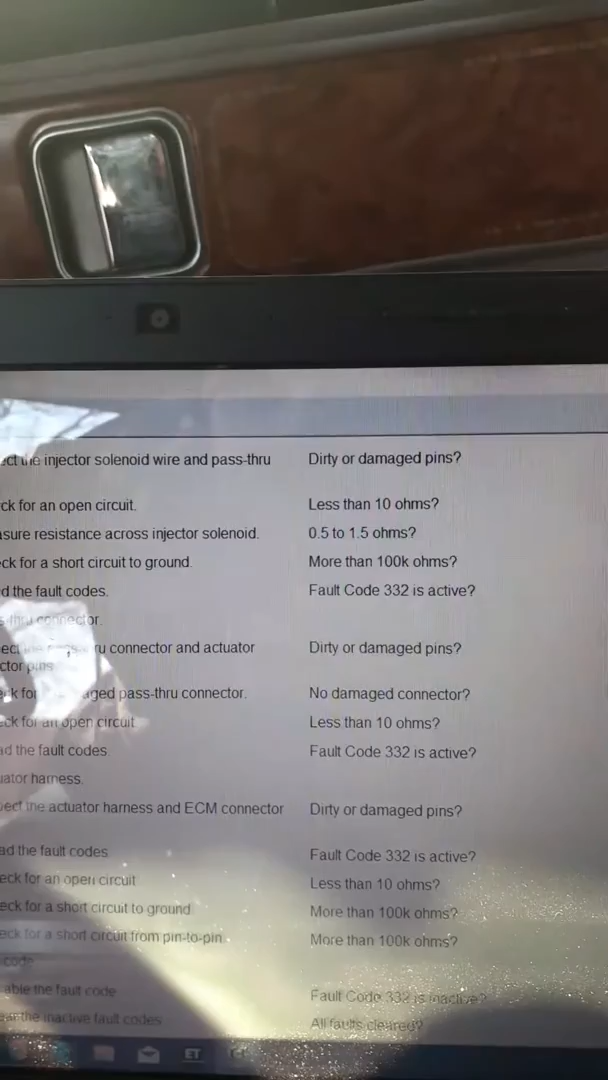 ect the injector solenoid wire and pass-thru Dirty or damaged pins?
ck for an open circuit. Less than 10 ohms?
asure resistance across injector solenoid. 0.5 to 1.5 ohms?
eck for a short circuit to ground. More than 100k ohms?
d the fault codes. Fault Code 332 is active?
s-thru connector.
ect ru connector and actuator Dirty or damaged pins?
ctor pins
eck for aged pass-thru connector. No damaged connector?
eck for an open circuit Less than 10 ohms?
ad the fault codes. Fault Code 332 is active?
uator harness.
pect the actuator harness and ECM connector Dirty or damaged pins?
ad the fault codes Fault Code 332 is active?
eck for an open circuit Less than 10 ohms?
eck for a short circuit to ground More than 100k ohms?
eck for a short circuit from pin-to-pin. More than 100k ohms?
code
able the fault code Fault Code 332 is inactive?
ear the inactive fault codes All faults cleared?
ET